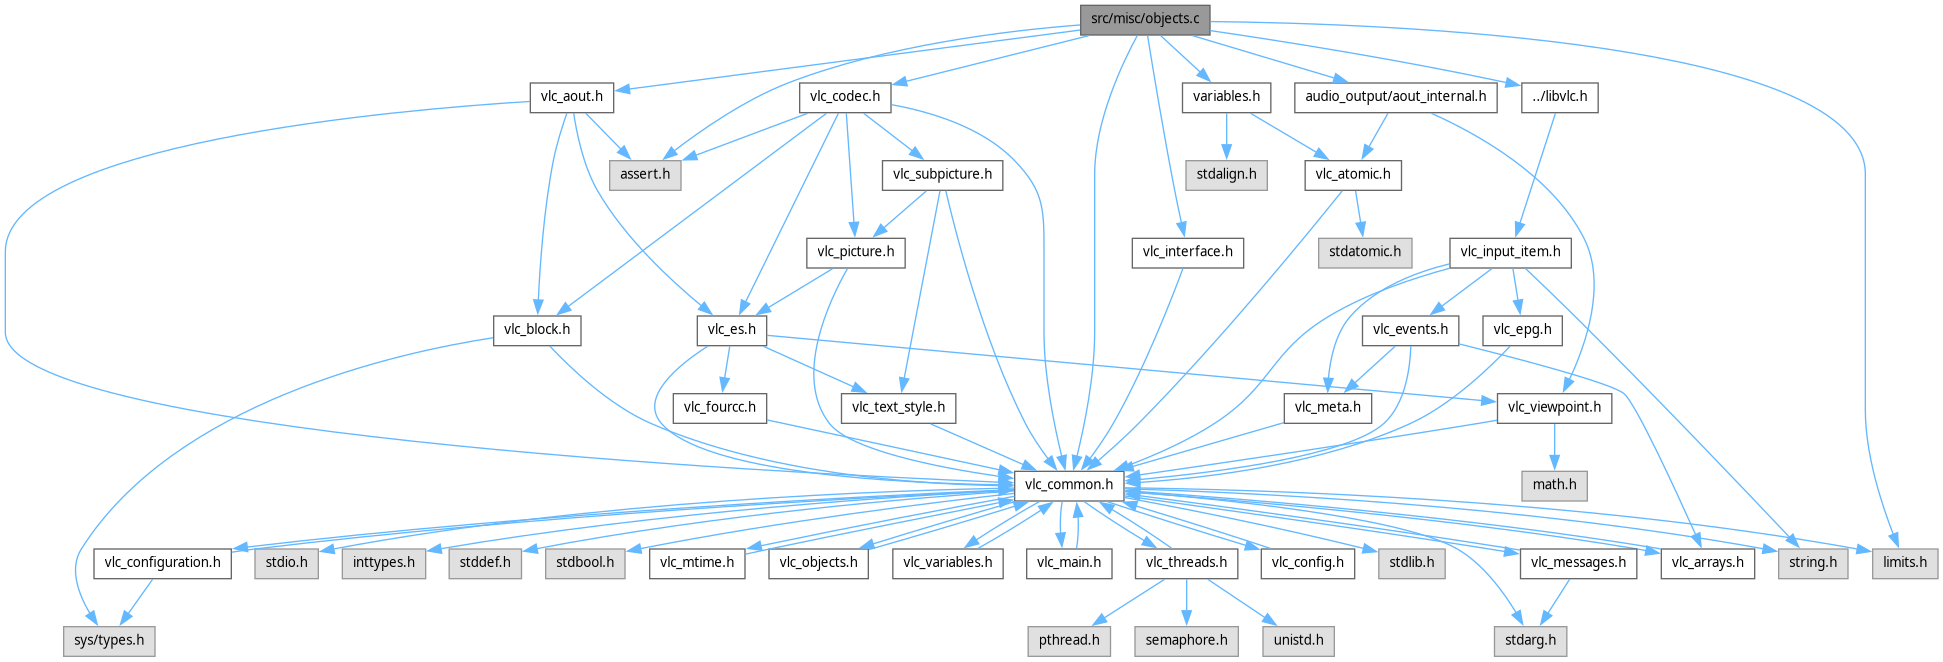 src/misc/objects.c
vlc_aout.h
vlc_codec.h
variables.h
audio_output/aout_internal.h
../libvlc.h
assert.h
vlc_subpicture.h
stdalign.h
vlc_atomic.h
vlc_picture.h
vlc_interface.h
stdatomic.h
vlc_input_item.h
vlc_block.h
vlc_es.h
vlc_events.h
vlc_epg.h
vlc_fourcc.h
vlc_text_style.h
vlc_meta.h
vlc_viewpoint.h
vlc_common.h
math.h
vlc_configuration.h
stdio.h
inttypes.h
stddef.h
stdbool.h
vlc_mtime.h
vlc_objects.h
vlc_variables.h
vlc_main.h
vlc_threads.h
vlc_config.h
stdlib.h
vlc_messages.h
vlc_arrays.h
string.h
limits.h
sys/types.h
pthread.h
semaphore.h
unistd.h
stdarg.h